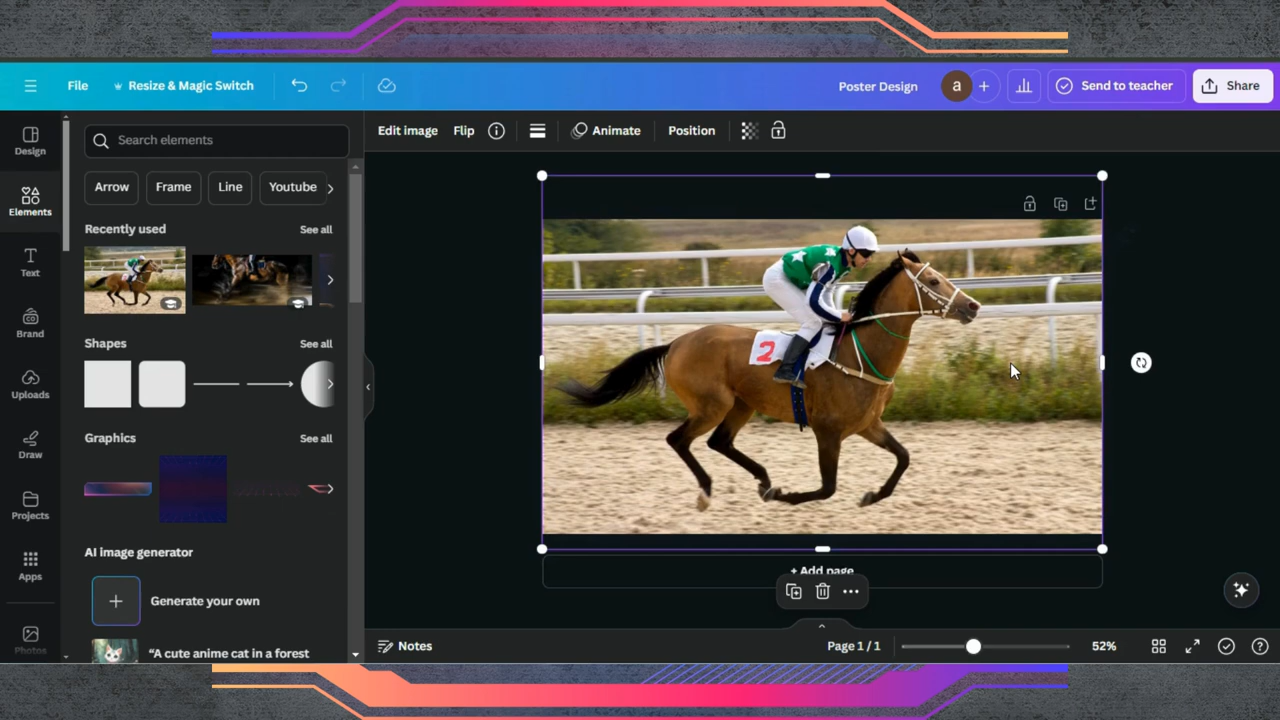 File
Resize & Magic Switch
Poster Design
a
Send to teacher
Share
Design
Elements
Text
Brand
Uploads
Draw
Projects
Apps
Photos
Search elements
Arrow
Frame
Line
Youtube
Recently used
See all
Shapes
See all
Graphics
See all
AI image generator
Generate your own
“A cute anime cat in a forest
Edit image
Flip
Animate
Position
2
+ Add page
Notes
Page 1 / 1
52%